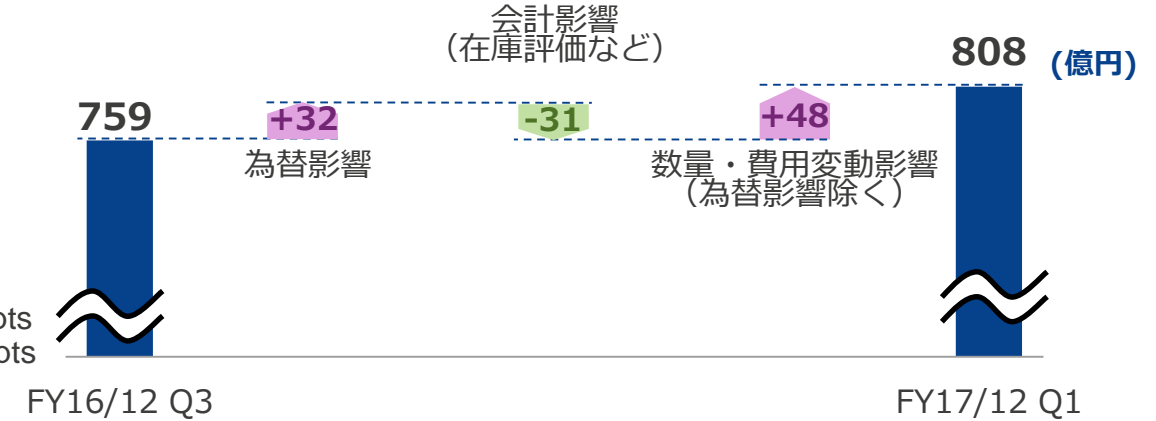 会計影響
（在庫評価など）
808
(億円)
759
+32
-31
+48
為替影響
数量・費用変動影響
（為替影響除く）
ots
ots
FY16/12 Q3
FY17/12 Q1